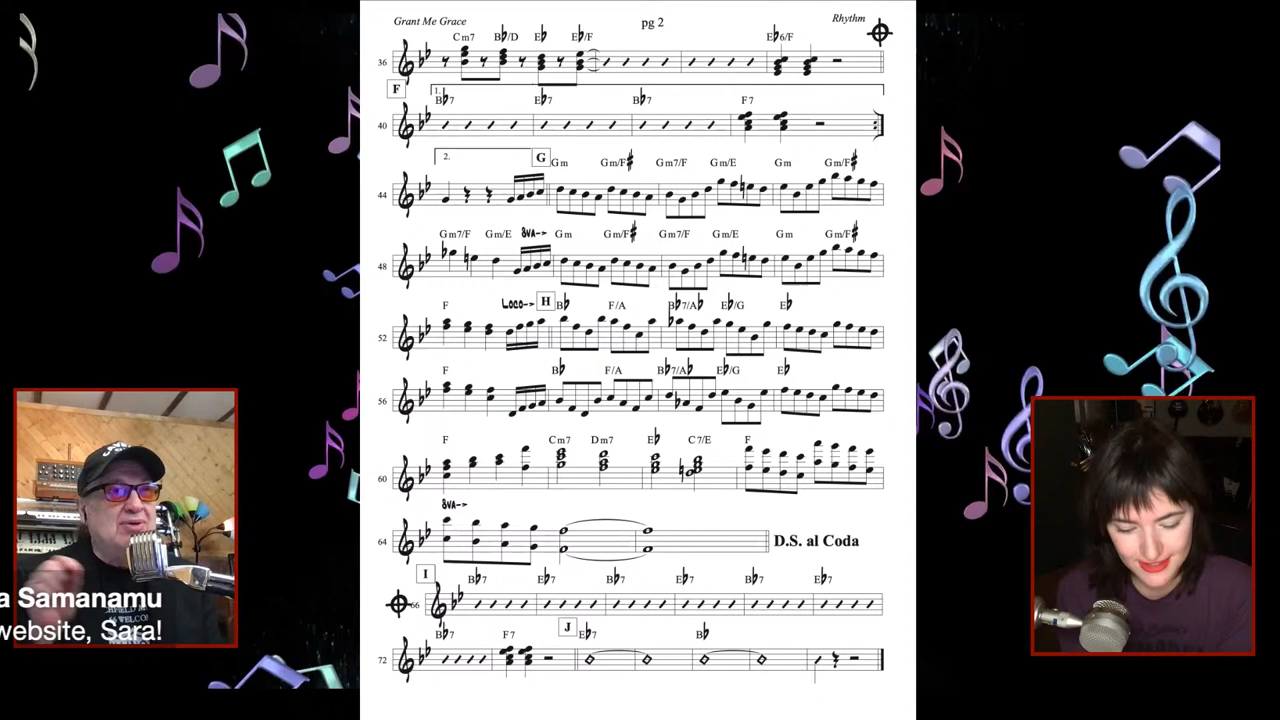 Grant Me Grace
pg 2
Rhythm
Cm7 B♭/D E♭ E♭/F E♭6/F
36
F
1.
B♭7 E♭7 B♭7 F7
40
2.
G
Gm Gm/F♯ Gm7/F Gm/E Gm Gm/F♯
44
Gm7/F Gm/E 8VA--> Gm Gm/F♯ Gm7/F Gm/E Gm Gm/F♯
48
F LOCO--> H B♭ F/A B♭7/A♭ E♭/G E♭
52
F B♭ F/A B♭7/A♭ E♭/G E♭
56
F Cm7 Dm7 E♭ C7/E F
60
8VA-->
64
D.S. al Coda
I
B♭7 E♭7 B♭7 E♭7 B♭7 E♭7
66
B♭7 F7 J E♭7 B♭
72
a Samanamu
website, Sara!